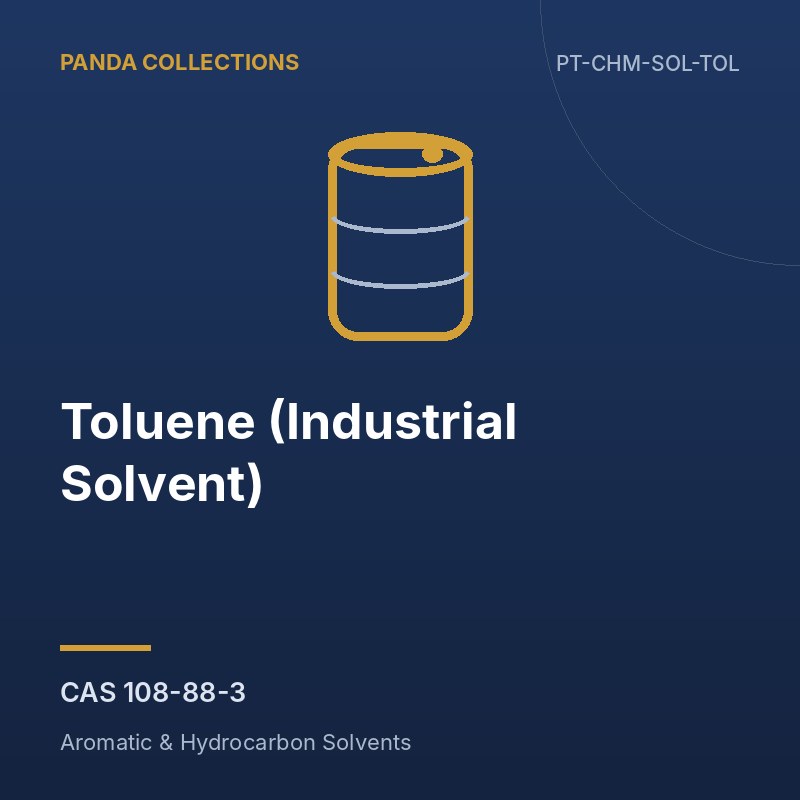 PANDA COLLECTIONS
PT-CHM-SOL-TOL
Toluene (Industrial
Solvent)
CAS 108-88-3
Aromatic & Hydrocarbon Solvents